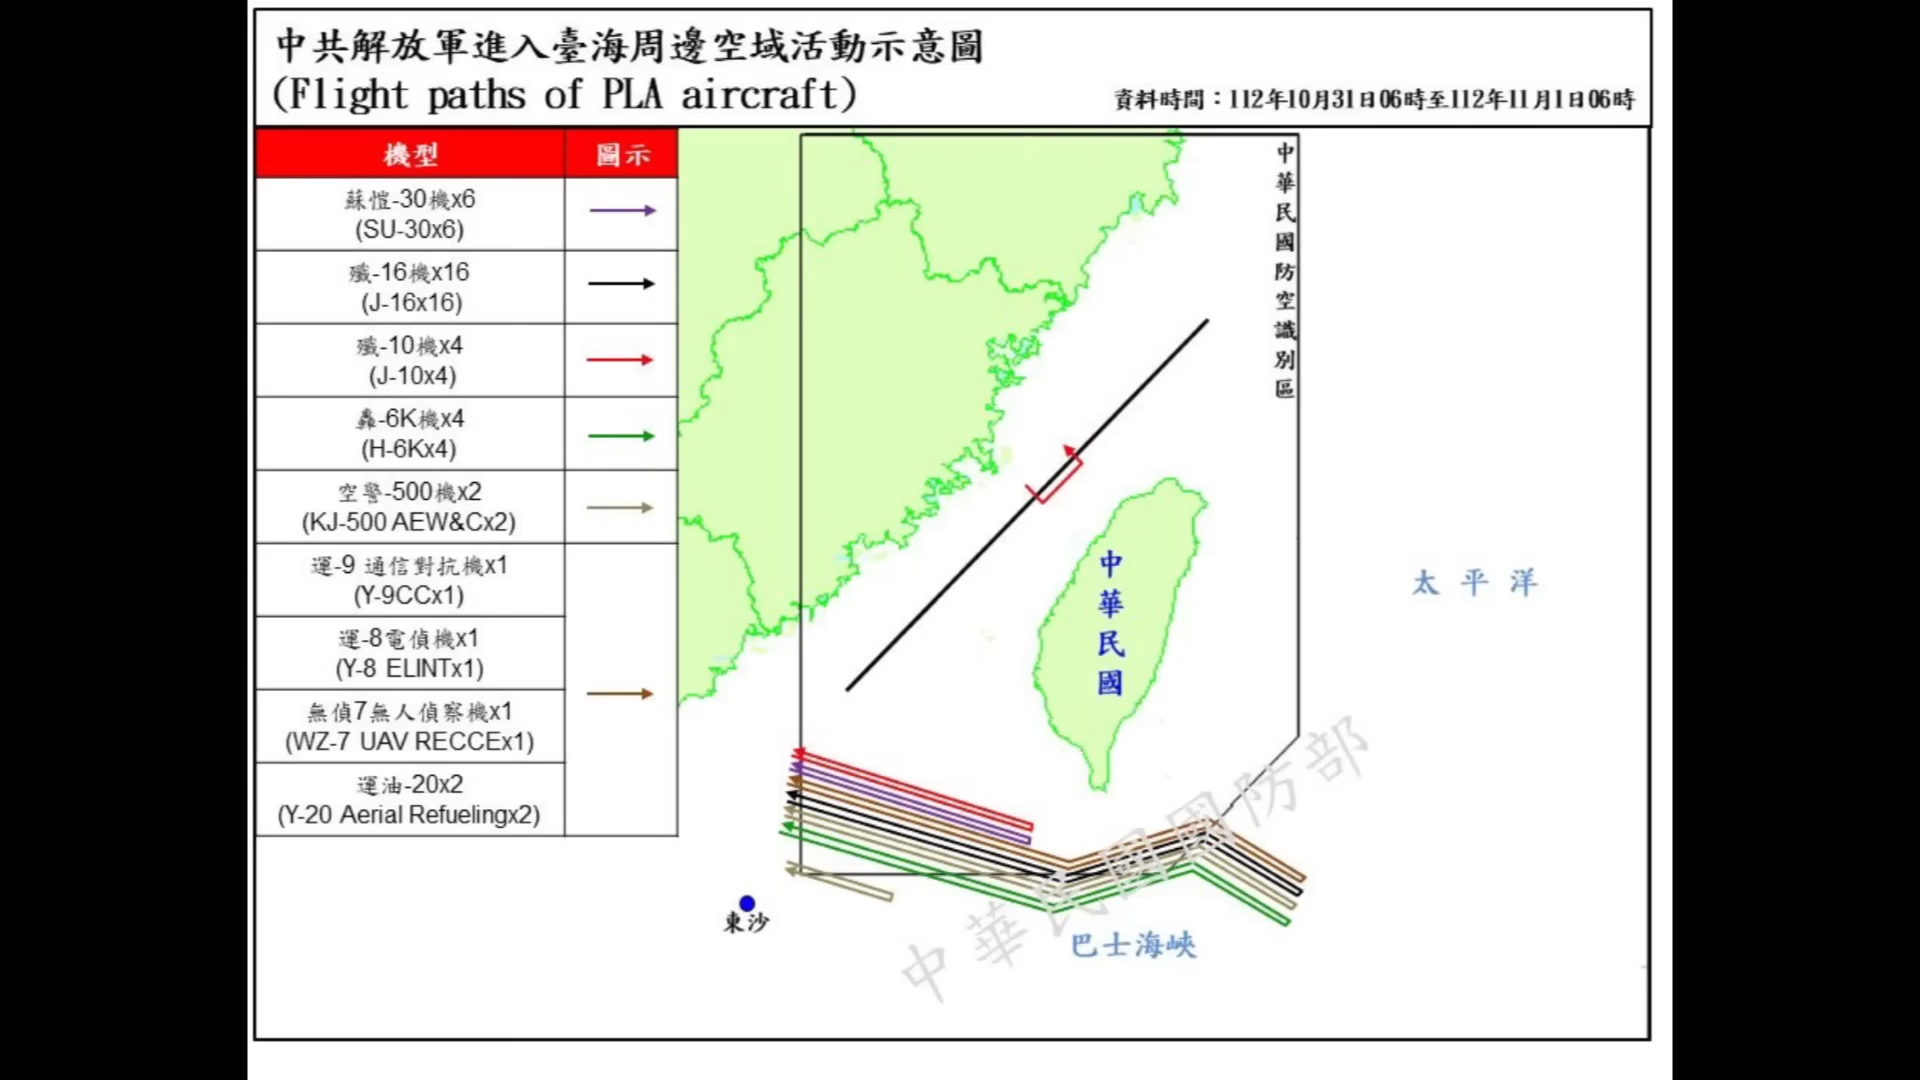 中共解放軍進入臺海周邊空域活動示意圖
(Flight paths of PLA aircraft)
資料時間：112年10月31日06時至112年11月1日06時
機型
圖示
蘇愷-30機x6
(SU-30x6)
殲-16機x16
(J-16x16)
殲-10機x4
(J-10x4)
轟-6K機x4
(H-6Kx4)
空警-500機x2
(KJ-500 AEW&Cx2)
運-9 通信對抗機x1
(Y-9CCx1)
運-8電偵機x1
(Y-8 ELINTx1)
無偵7無人偵察機x1
(WZ-7 UAV RECCEx1)
運油-20x2
(Y-20 Aerial Refuelingx2)
中華民國防空識別區
中華民國
太平洋
東沙
巴士海峽
中華民國國防部